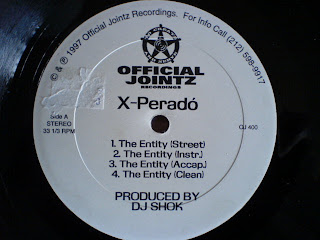 © & ℗ 1997 Official Jointz Recordings. For Info Call (212) 598-9917
OFFICIAL
JOINTZ
RECORDINGS
X-Peradó
Side A
STEREO
33 1/3 RPM
OJ 400
1. The Entity (Street)
2. The Entity (Instr.)
3. The Entity (Accap.)
4. The Entity (Clean)
PRODUCED BY
DJ SHOK